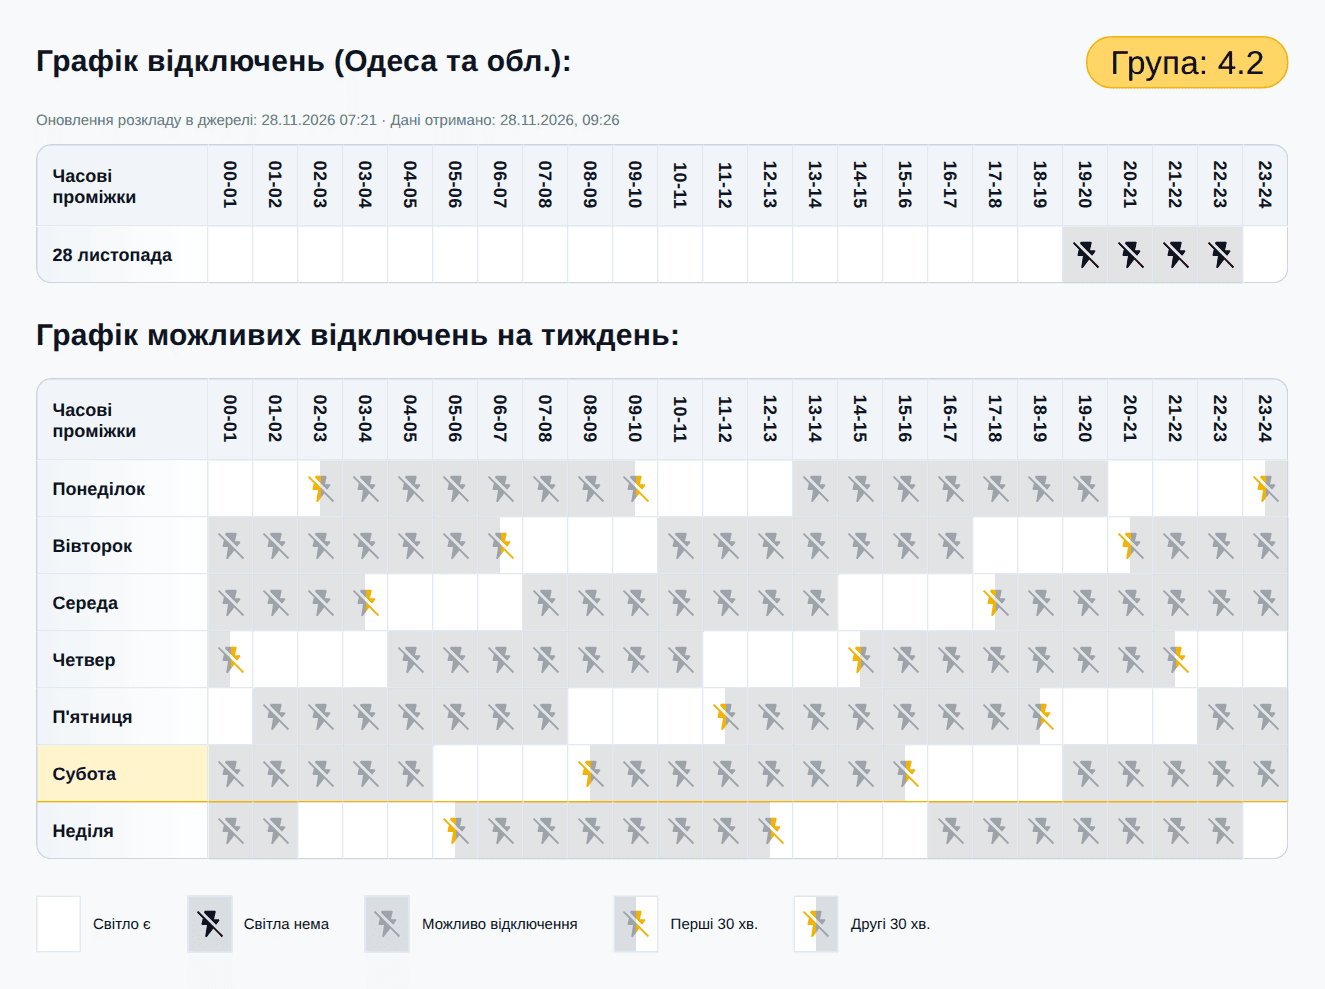 Графік відключень (Одеса та обл.):
Група: 4.2
Оновлення розкладу в джерелі: 28.11.2026 07:21 · Дані отримано: 28.11.2026, 09:26
Часові проміжки 00-01 01-02 02-03 03-04 04-05 05-06 06-07 07-08 08-09 09-10 10-11 11-12 12-13 13-14 14-15 15-16 16-17 17-18 18-19 19-20 20-21 21-22 22-23 23-24
28 листопада
Графік можливих відключень на тиждень:
Часові проміжки 00-01 01-02 02-03 03-04 04-05 05-06 06-07 07-08 08-09 09-10 10-11 11-12 12-13 13-14 14-15 15-16 16-17 17-18 18-19 19-20 20-21 21-22 22-23 23-24
Понеділок
Вівторок
Середа
Четвер
П'ятниця
Субота
Неділя
Світло є Світла нема Можливо відключення Перші 30 хв. Другі 30 хв.